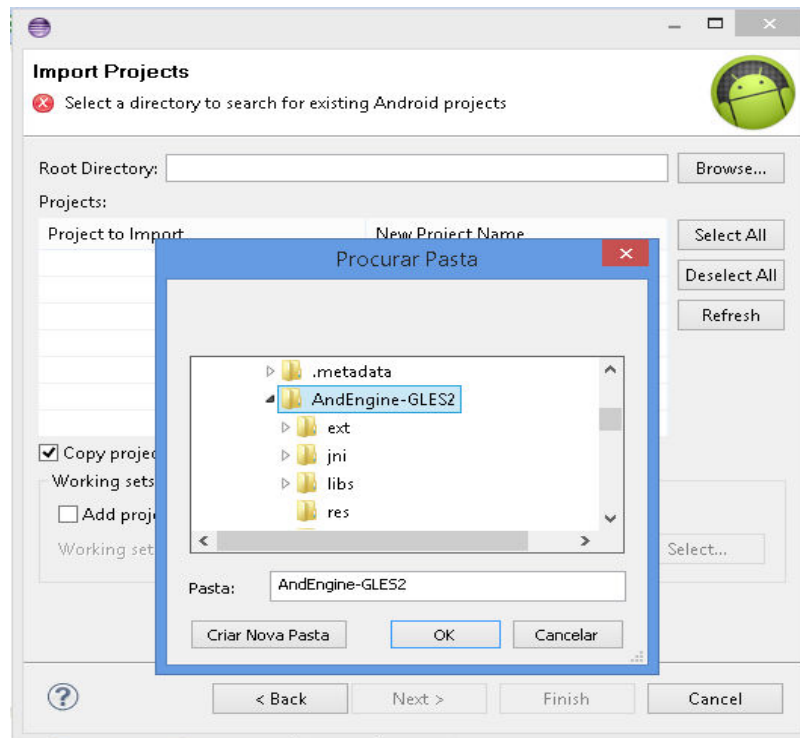 Import Projects
Select a directory to search for existing Android projects
Root Directory:
Browse...
Projects:
Project to Import
New Project Name
Select All
Deselect All
Refresh
Procurar Pasta
.metadata
AndEngine-GLES2
ext
jni
libs
res
Pasta:
AndEngine-GLES2
Criar Nova Pasta
OK
Cancelar
Copy projec
Working sets
Add proje
Working set
Select...
?
< Back
Next >
Finish
Cancel